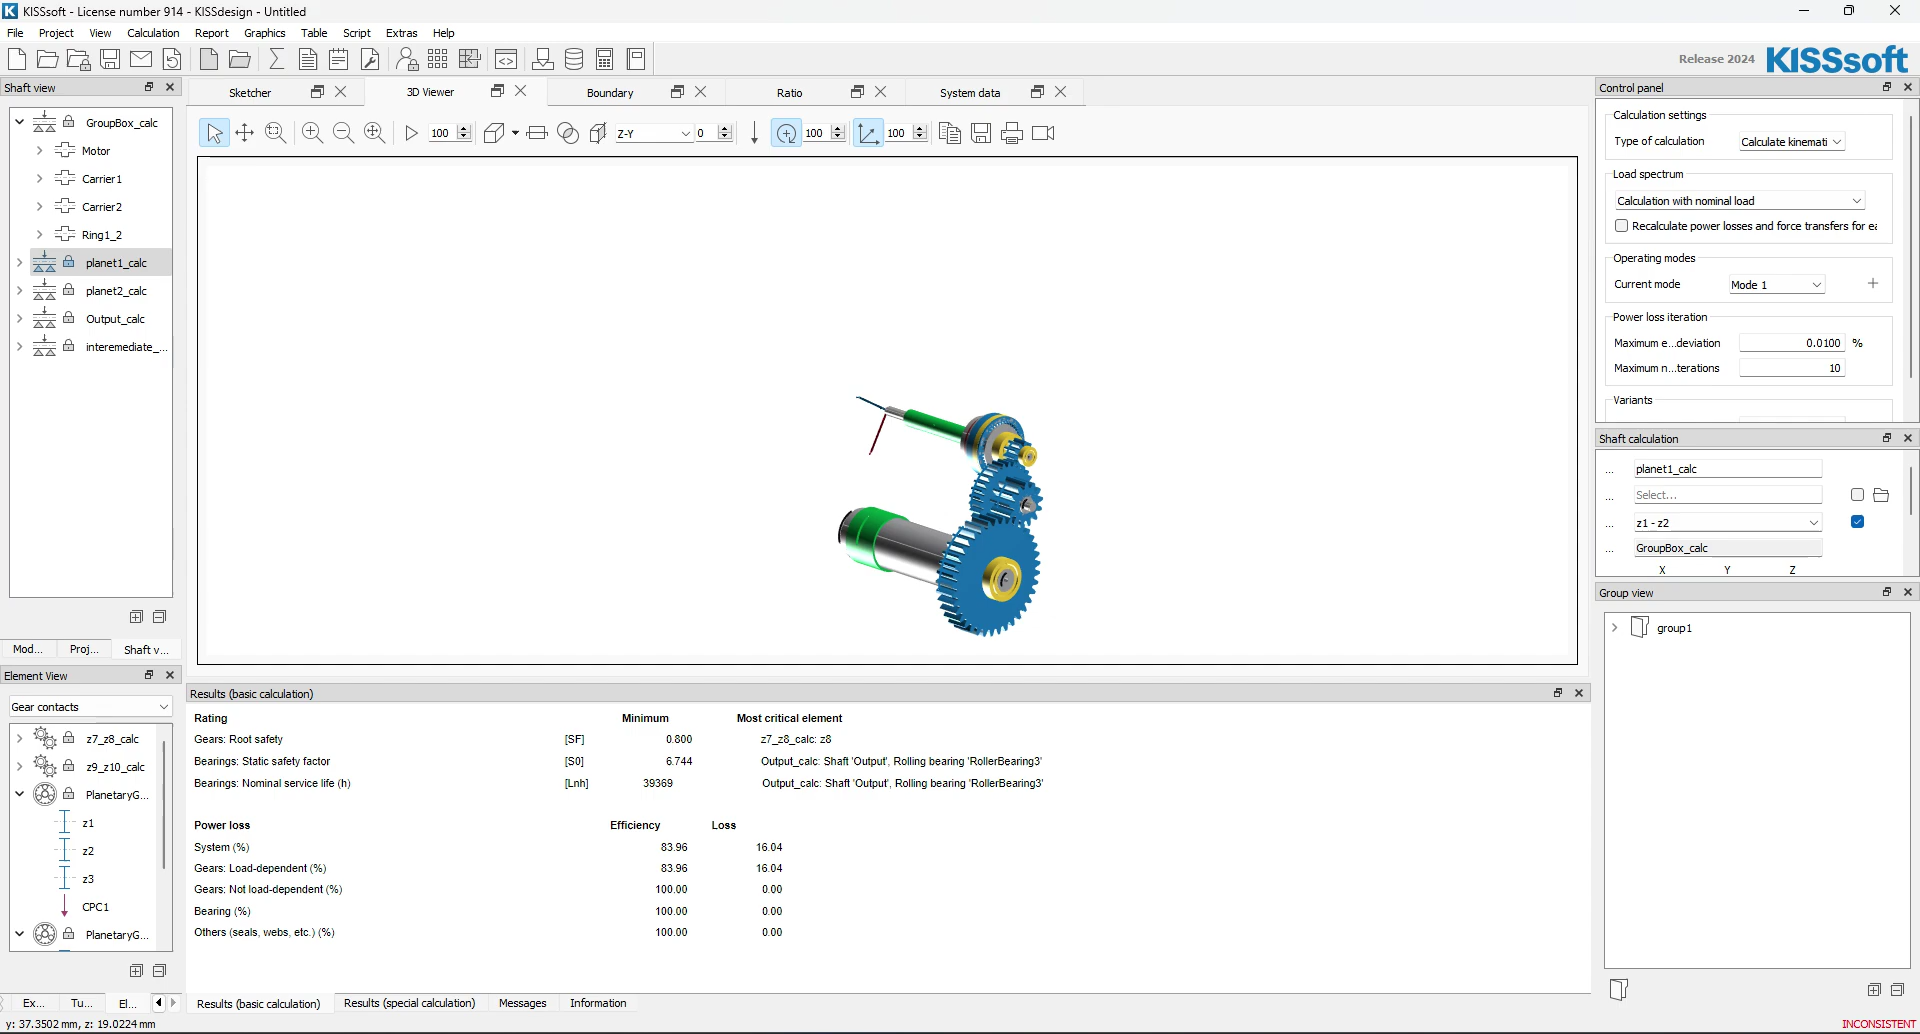 KISSsoft - License number 914 - KISSdesign - Untitled
File Project View Calculation Report Graphics Table Script Extras Help
Release 2024 KISSsoft
Shaft view
GroupBox_calc
Motor
Carrier1
Carrier2
Ring1_2
planet1_calc
planet2_calc
Output_calc
interemediate_...
Mod... Proj... Shaft v...
Element View
Gear contacts
z7_z8_calc
z9_z10_calc
PlanetaryG...
z1
z2
z3
CPC1
PlanetaryG...
Ex... Tu... El...
Sketcher 3D Viewer Boundary Ratio System data
100 Z-Y 0 100 100
Results (basic calculation)
Rating Minimum Most critical element
Gears: Root safety [SF] 0.800 z7_z8_calc: z8
Bearings: Static safety factor [S0] 6.744 Output_calc: Shaft 'Output', Rolling bearing 'RollerBearing3'
Bearings: Nominal service life (h) [Lnh] 39369 Output_calc: Shaft 'Output', Rolling bearing 'RollerBearing3'
Power loss Efficiency Loss
System (%) 83.96 16.04
Gears: Load-dependent (%) 83.96 16.04
Gears: Not load-dependent (%) 100.00 0.00
Bearing (%) 100.00 0.00
Others (seals, webs, etc.) (%) 100.00 0.00
Results (basic calculation) Results (special calculation) Messages Information
Control panel
Calculation settings
Type of calculation Calculate kinemati
Load spectrum
Calculation with nominal load
Recalculate power losses and force transfers for ea
Operating modes
Current mode Mode 1 +
Power loss iteration
Maximum e...deviation 0.0100 %
Maximum n...terations 10
Variants
Shaft calculation
... planet1_calc
... Select...
... z1 - z2
... GroupBox_calc
X Y Z
Group view
group1
y: 37.3502 mm, z: 19.0224 mm
INCONSISTENT